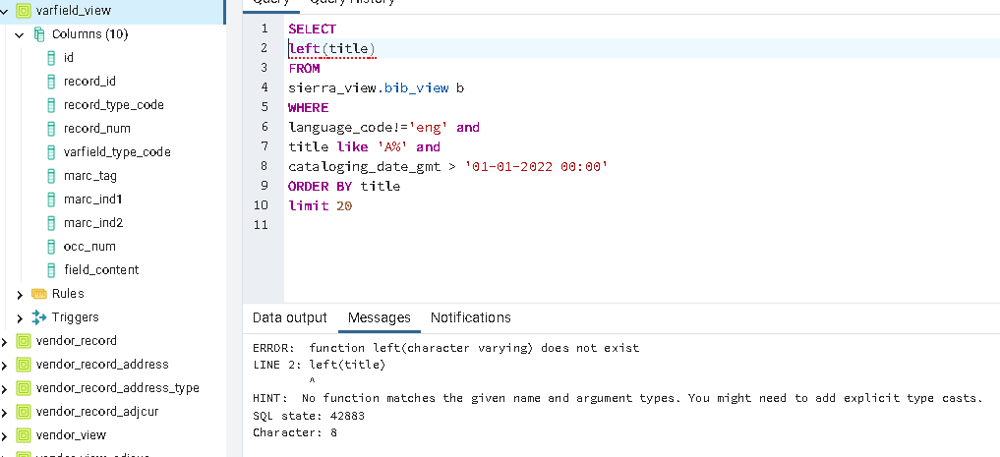 varfield_view
Columns (10)
id
record_id
record_type_code
record_num
varfield_type_code
marc_tag
marc_ind1
marc_ind2
occ_num
field_content
Rules
Triggers
vendor_record
vendor_record_address
vendor_record_address_type
vendor_record_adjcur
vendor_view
Query Query History
1 SELECT
2 left(title)
3 FROM
4 sierra_view.bib_view b
5 WHERE
6 language_code!='eng' and
7 title like 'A%' and
8 cataloging_date_gmt > '01-01-2022 00:00'
9 ORDER BY title
10 limit 20
11
Data output Messages Notifications
ERROR: function left(character varying) does not exist
LINE 2: left(title)
^
HINT: No function matches the given name and argument types. You might need to add explicit type casts.
SQL state: 42883
Character: 8